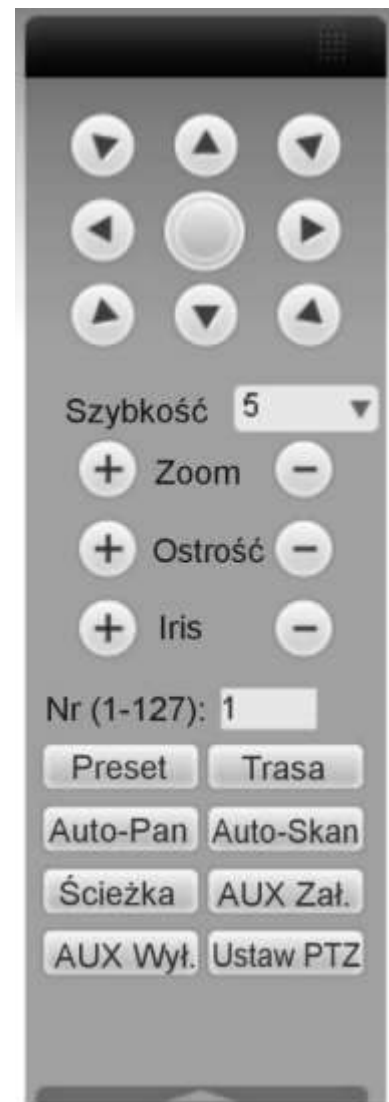 Szybkość 5
+ Zoom −
+ Ostrość −
+ Iris −
Nr (1-127): 1
Preset Trasa
Auto-Pan Auto-Skan
Ścieżka AUX Zał.
AUX Wył. Ustaw PTZ